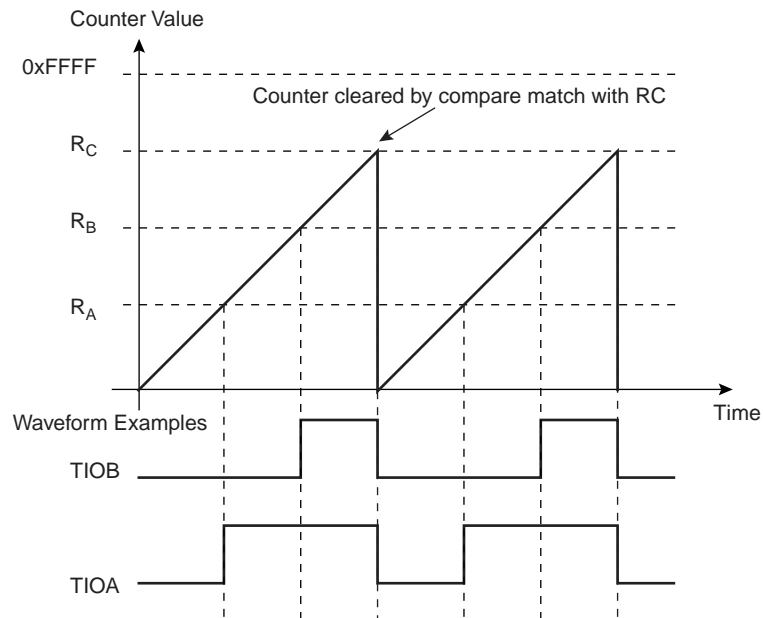 Counter Value
0xFFFF
Counter cleared by compare match with RC
RC
RB
RA
Time
Waveform Examples
TIOB
TIOA